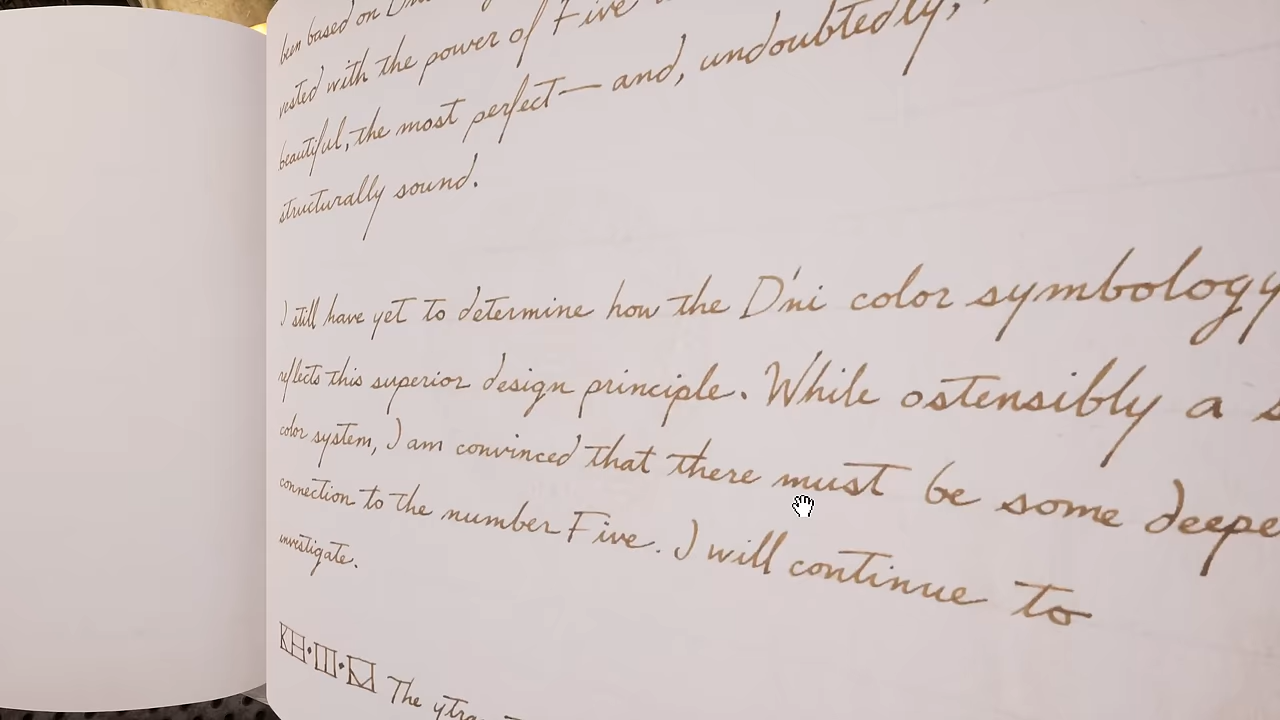 been based on D'ni
vested with the power of Five
beautiful, the most perfect— and, undoubtedly,
structurally sound.
I still have yet to determine how the D'ni color symbology
reflects this superior design principle. While ostensibly a s
color system, I am convinced that there must be some deepe
connection to the number Five. I will continue to
investigate.
The ytra